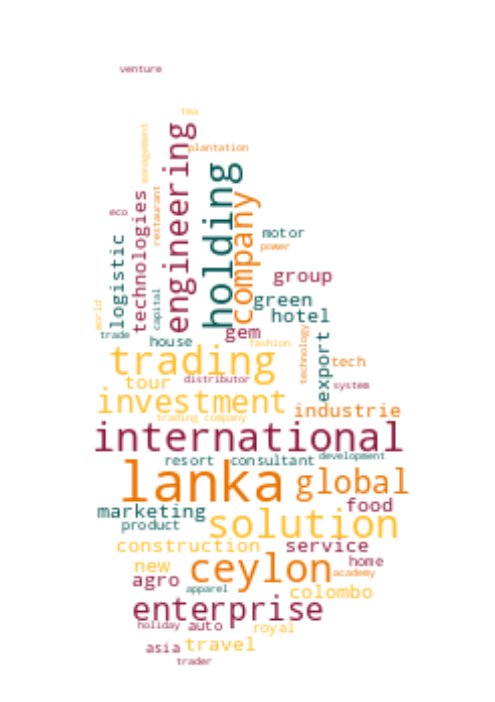 venture
tea
management
engineering
plantation
holding
technologies
restaurant
company
eco
motor
logistic
power
group
capital
green
world
hotel
trade
house
gem
fashion
technology
export
trading
tech
tour
distributor
system
investment
industrie
trading company
international
resort
consultant
development
lanka
global
marketing
food
product
solution
construction
service
new
ceylon
home
agro
academy
apparel
colombo
enterprise
holiday
auto
royal
asia
travel
trader